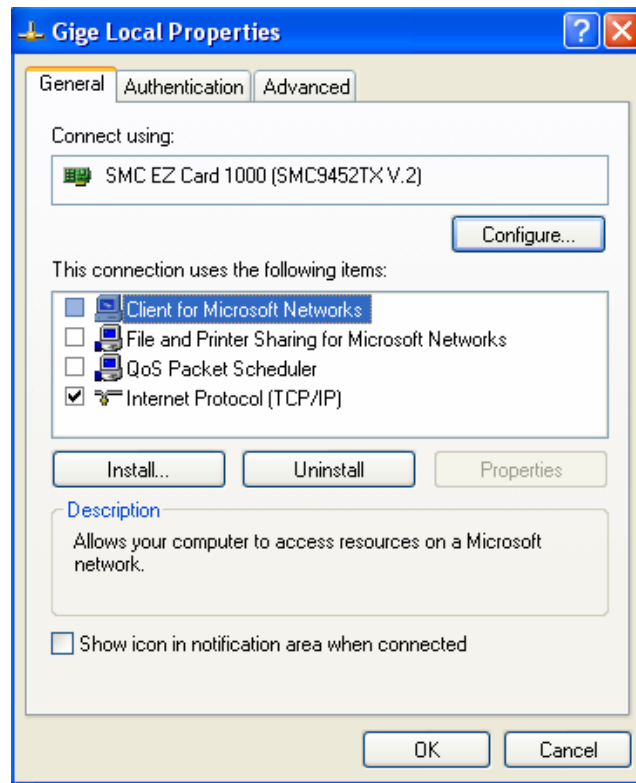 Gige Local Properties
General Authentication Advanced
Connect using:
SMC EZ Card 1000 (SMC9452TX V.2)
Configure...
This connection uses the following items:
Client for Microsoft Networks
File and Printer Sharing for Microsoft Networks
QoS Packet Scheduler
Internet Protocol (TCP/IP)
Install... Uninstall Properties
Description
Allows your computer to access resources on a Microsoft
network.
Show icon in notification area when connected
OK Cancel